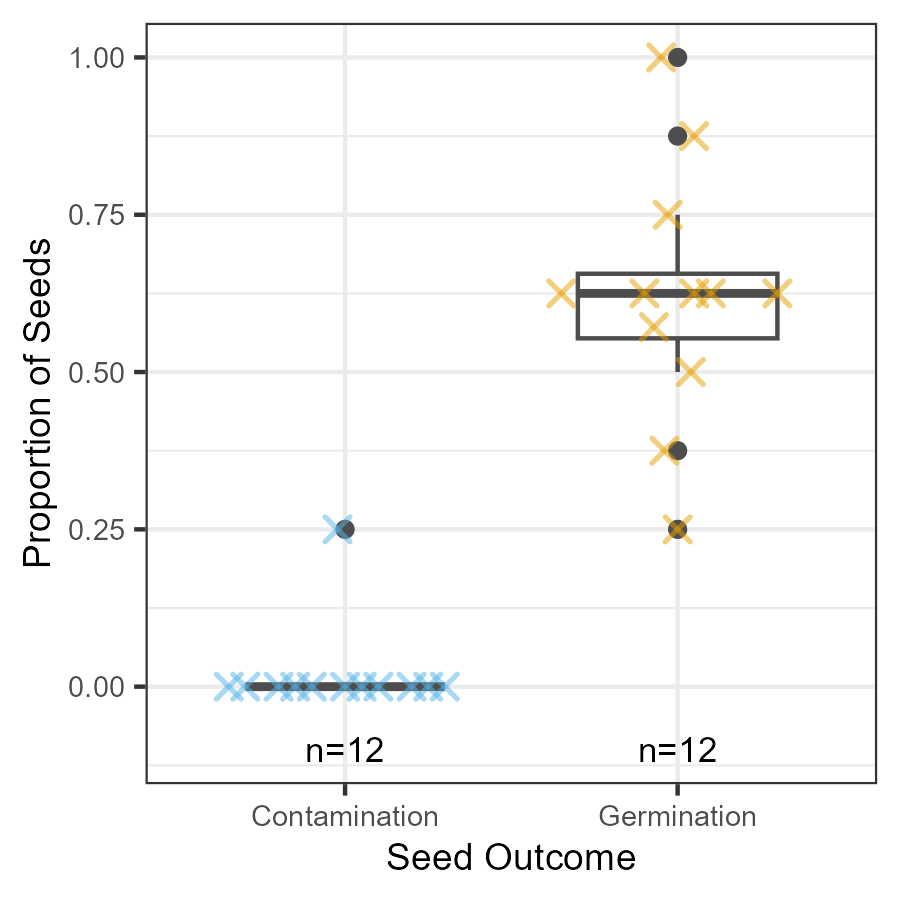 Proportion of Seeds
1.00
0.75
0.50
0.25
0.00
n=12 n=12
Contamination Germination
Seed Outcome